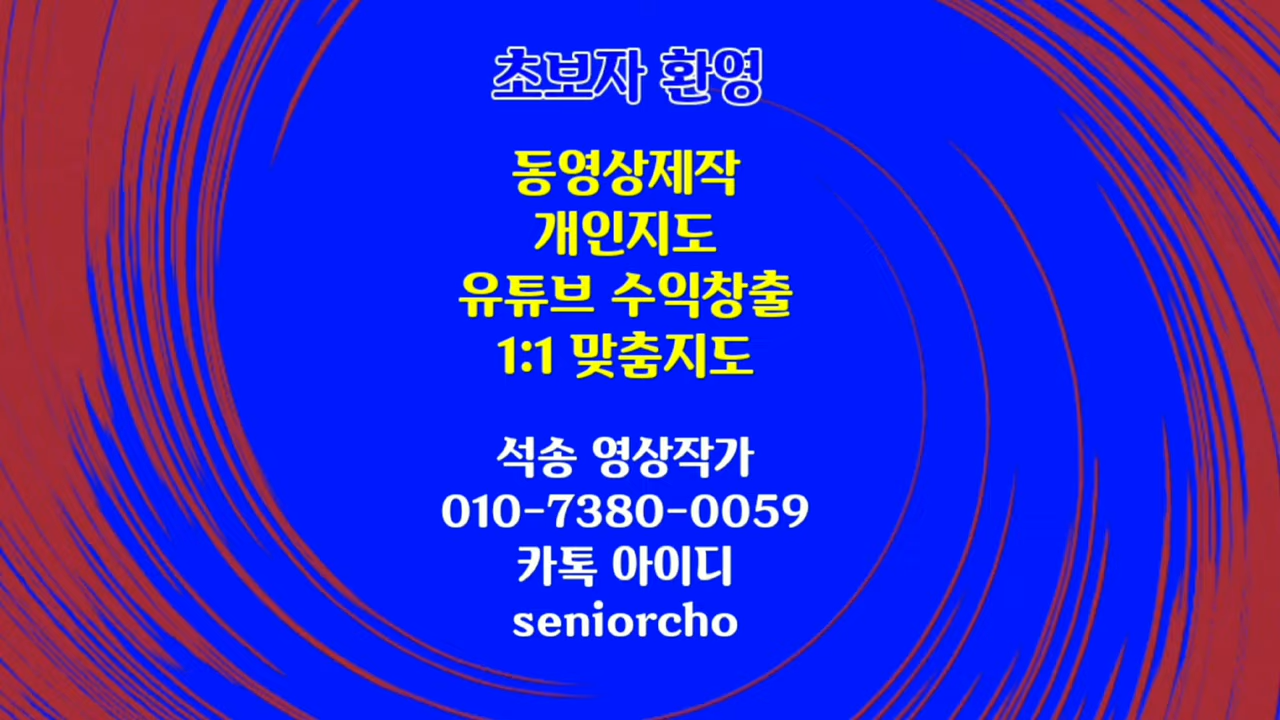 초보자 환영
동영상제작
개인지도
유튜브 수익창출
1:1 맞춤지도
석송 영상작가
010-7380-0059
카톡 아이디
seniorcho